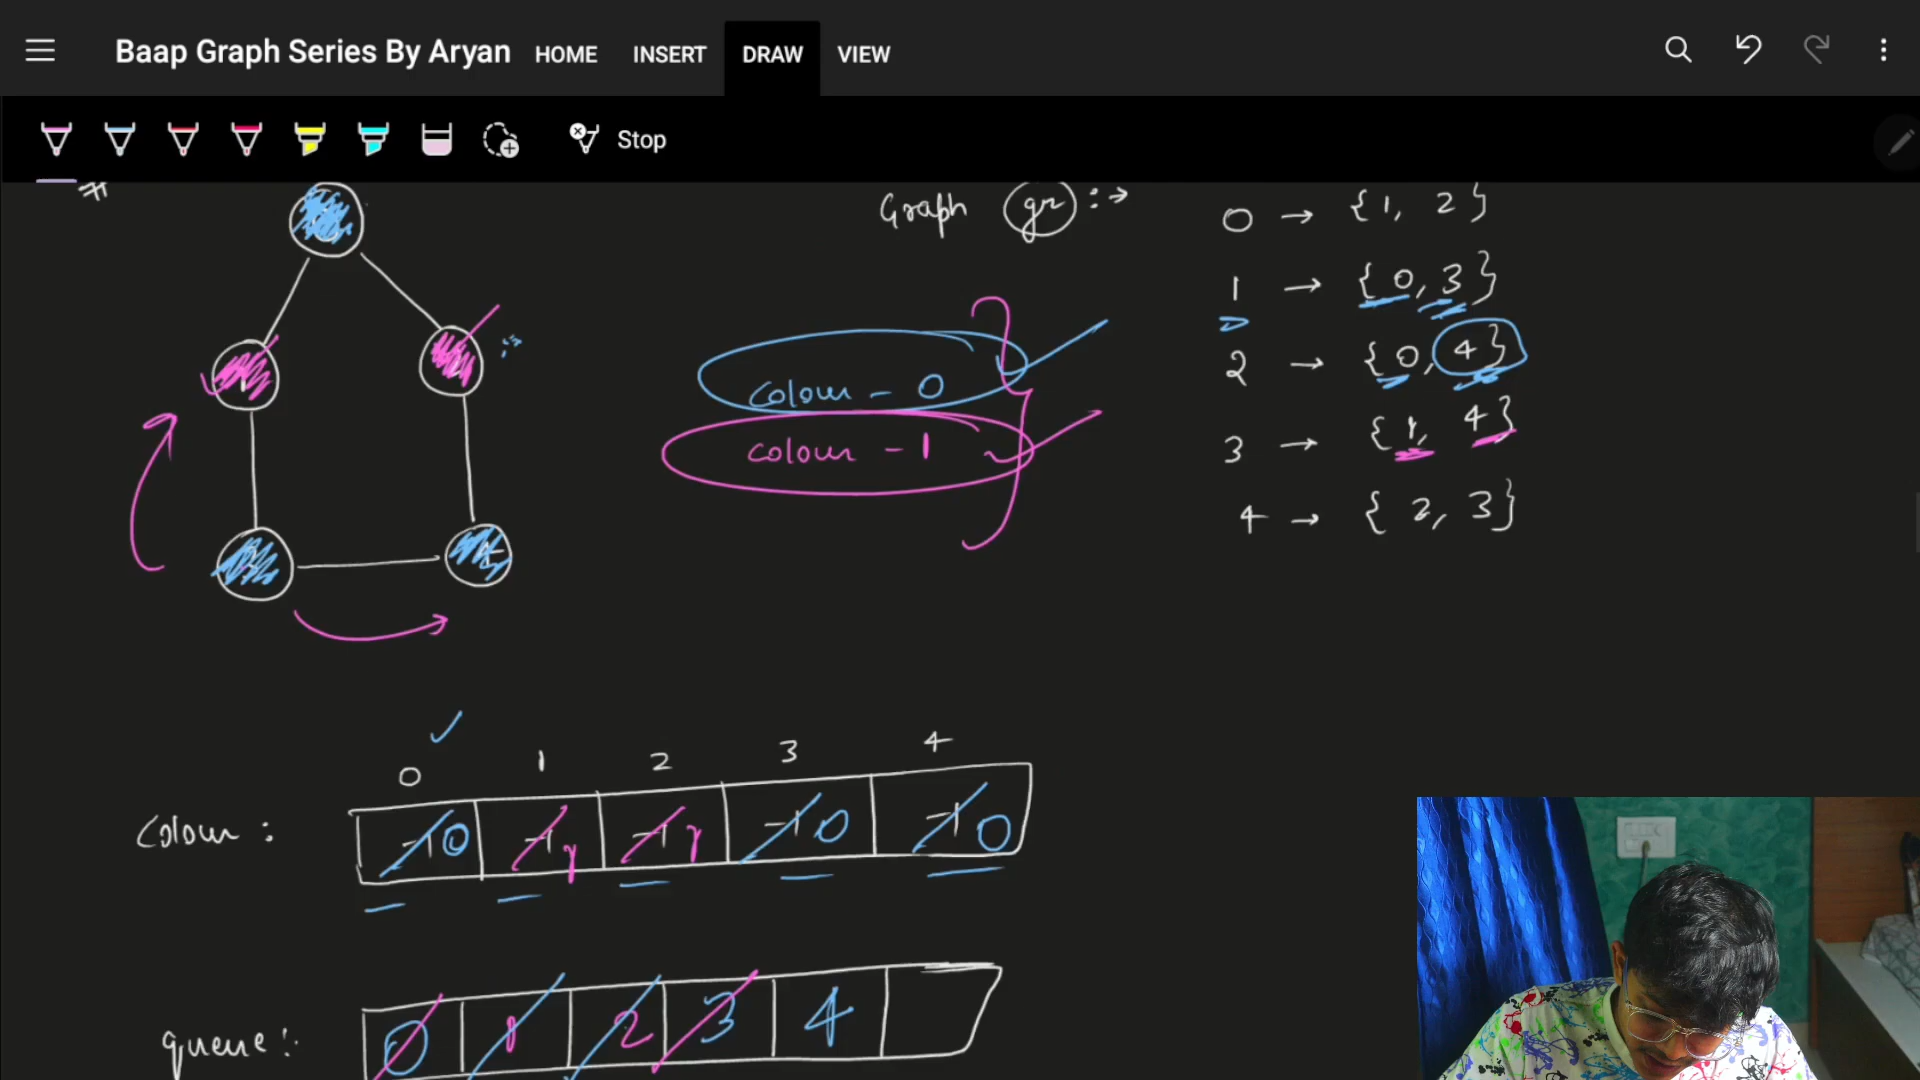 Baap Graph Series By Aryan HOME INSERT DRAW VIEW
Stop
Graph gr :→ 0 → {1, 2}
1 → {0, 3}
2 → {0, 4}
3 → {1, 4}
4 → {2, 3}
colour - 0
colour - 1
1
4
0 1 2 3 4
Colour : -1 0 -1 1 -1 1 -1 0 -1 0
queue :- 0 1 2 3 4